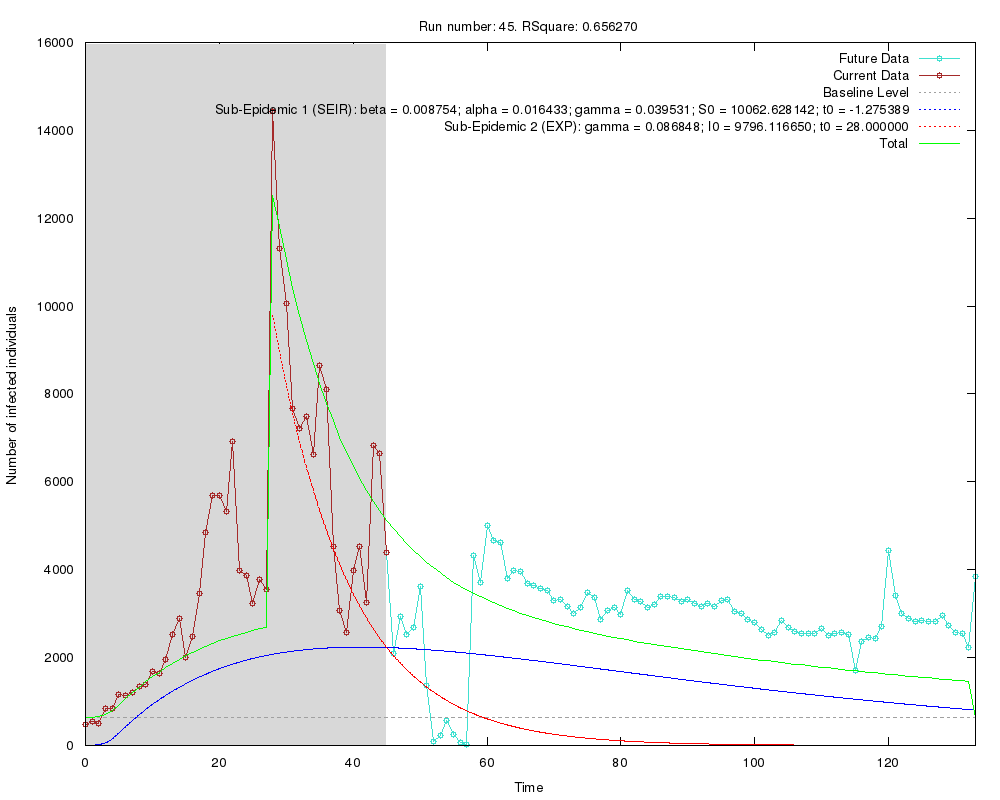 Run number: 45. RSquare: 0.656270
16000
14000
12000
10000
8000
6000
4000
2000
0
Number of infected individuals
Future Data
Current Data
Baseline Level
Sub-Epidemic 1 (SEIR): beta = 0.008754; alpha = 0.016433; gamma = 0.039531; S0 = 10062.628142; t0 = -1.275389
Sub-Epidemic 2 (EXP): gamma = 0.086848; I0 = 9796.116650; t0 = 28.000000
Total
0 20 40 60 80 100 120
Time